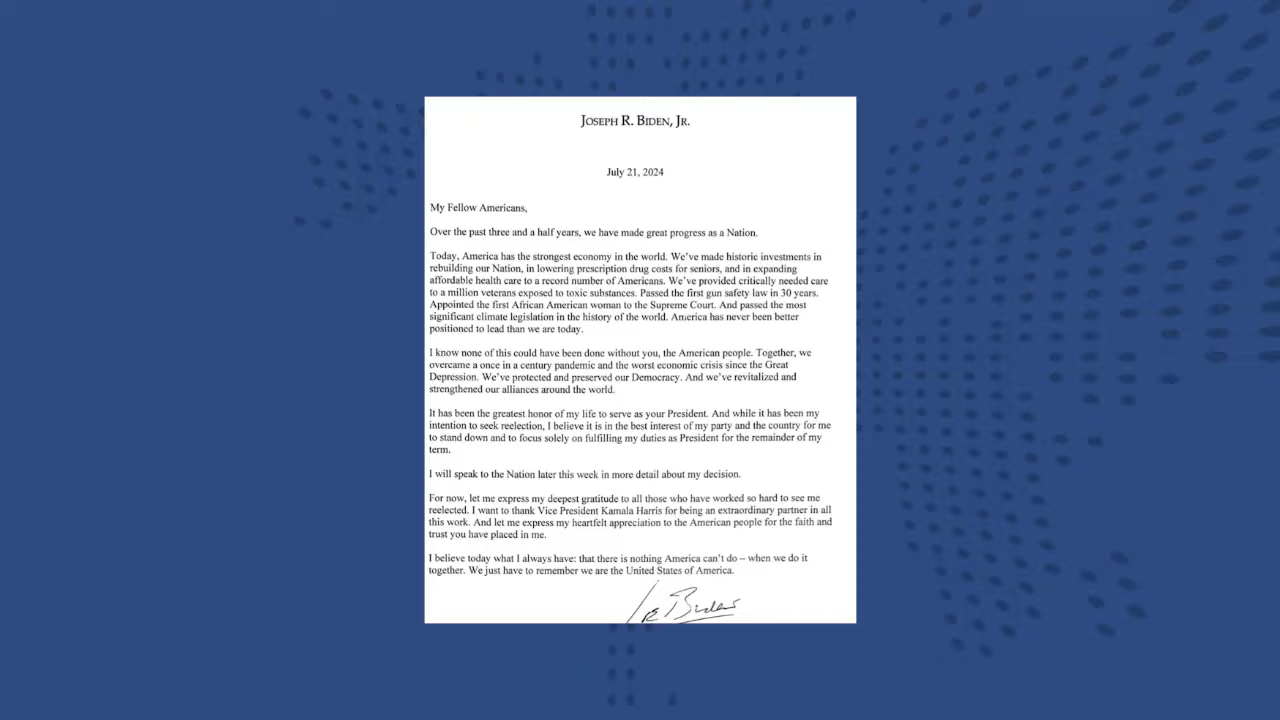 JOSEPH R. BIDEN, JR.
July 21, 2024
My Fellow Americans,
Over the past three and a half years, we have made great progress as a Nation.
Today, America has the strongest economy in the world. We've made historic investments in
rebuilding our Nation, in lowering prescription drug costs for seniors, and in expanding
affordable health care to a record number of Americans. We've provided critically needed care
to a million veterans exposed to toxic substances. Passed the first gun safety law in 30 years.
Appointed the first African American woman to the Supreme Court. And passed the most
significant climate legislation in the history of the world. America has never been better
positioned to lead than we are today.
I know none of this could have been done without you, the American people. Together, we
overcame a once in a century pandemic and the worst economic crisis since the Great
Depression. We've protected and preserved our Democracy. And we've revitalized and
strengthened our alliances around the world.
It has been the greatest honor of my life to serve as your President. And while it has been my
intention to seek reelection, I believe it is in the best interest of my party and the country for me
to stand down and to focus solely on fulfilling my duties as President for the remainder of my
term.
I will speak to the Nation later this week in more detail about my decision.
For now, let me express my deepest gratitude to all those who have worked so hard to see me
reelected. I want to thank Vice President Kamala Harris for being an extraordinary partner in all
this work. And let me express my heartfelt appreciation to the American people for the faith and
trust you have placed in me.
I believe today what I always have: that there is nothing America can't do – when we do it
together. We just have to remember we are the United States of America.
Joe Biden